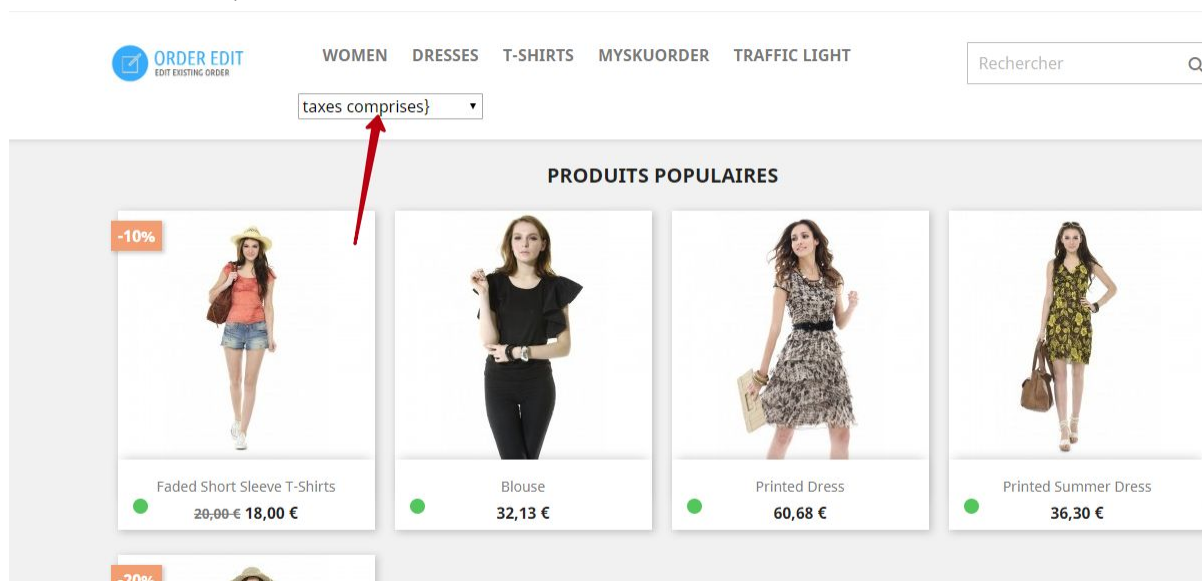 ORDER EDIT
EDIT EXISTING ORDER
WOMEN DRESSES T-SHIRTS MYSKUORDER TRAFFIC LIGHT
Rechercher
taxes comprises}
PRODUITS POPULAIRES
-10%
Faded Short Sleeve T-Shirts
20,00 € 18,00 €
Blouse
32,13 €
Printed Dress
60,68 €
Printed Summer Dress
36,30 €
-20%